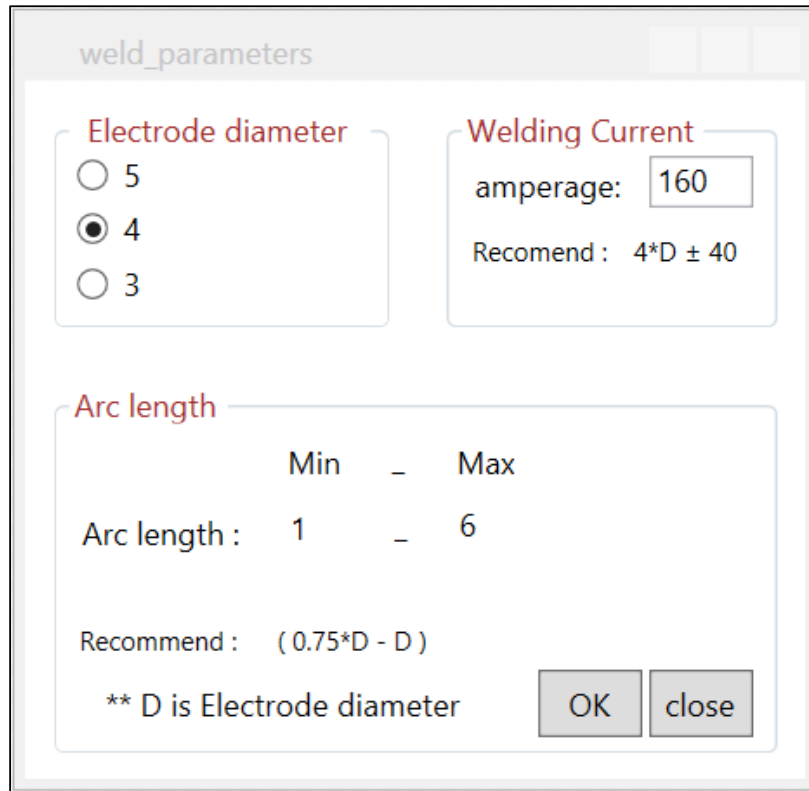 weld_parameters
Electrode diameter
5
4
3
Welding Current
amperage: 160
Recomend : 4*D ± 40
Arc length
Min _ Max
Arc length : 1 _ 6
Recommend : ( 0.75*D - D )
** D is Electrode diameter
OK close